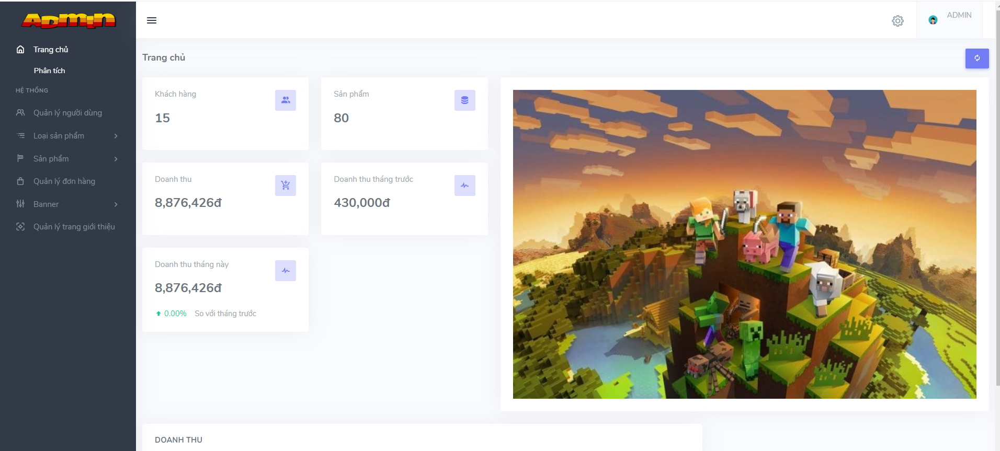 Admin
Trang chủ
Phân tích
HỆ THỐNG
Quản lý người dùng
Loại sản phẩm
Sản phẩm
Quản lý đơn hàng
Banner
Quản lý trang giới thiệu
ADMIN
Trang chủ
Khách hàng
15
Sản phẩm
80
Doanh thu
8,876,426đ
Doanh thu tháng trước
430,000đ
Doanh thu tháng này
8,876,426đ
0.00% So với tháng trước
DOANH THU